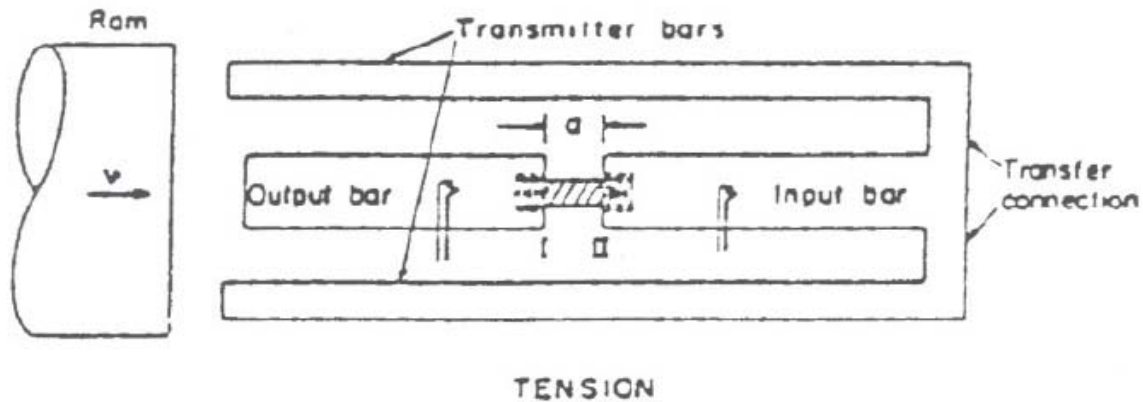 Ram
Transmitter bars
a
v
Output bar
Input bar
Transfer
connection
I
II
TENSION